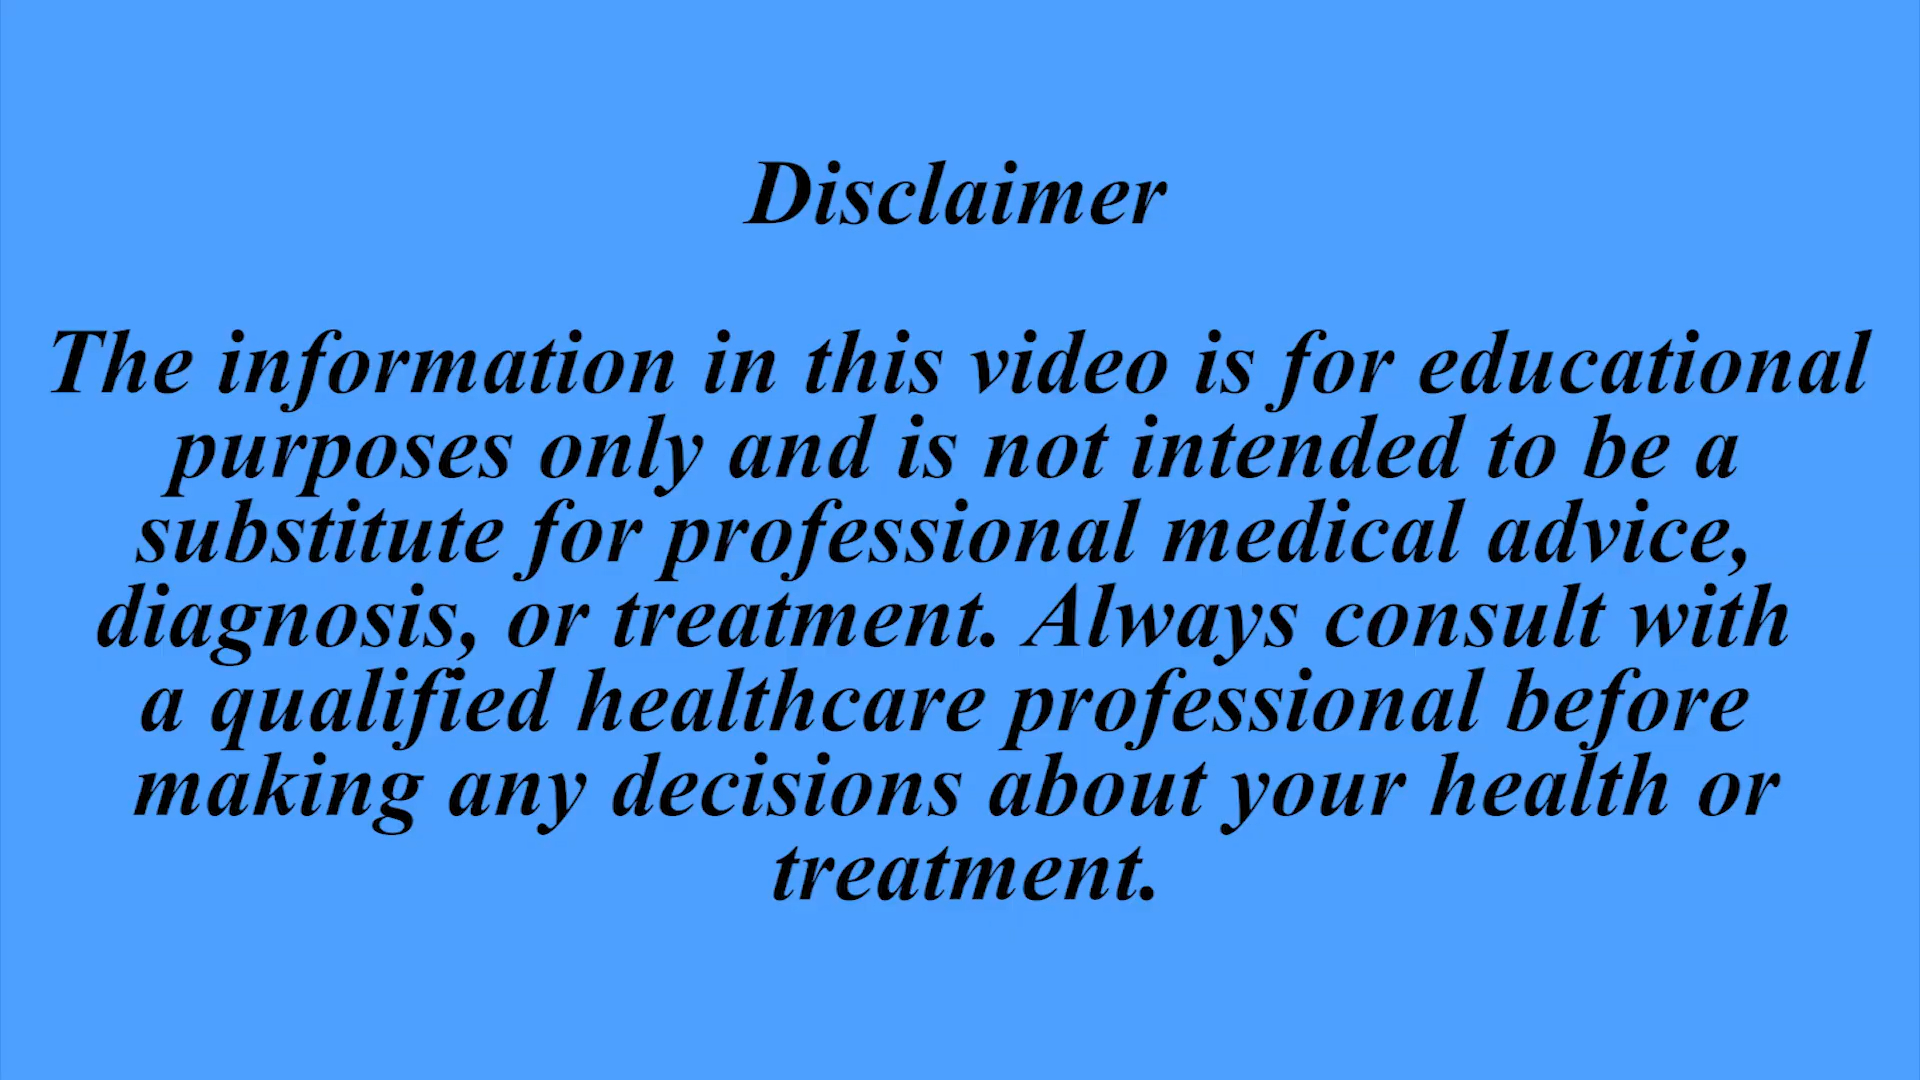 Disclaimer
The information in this video is for educational
purposes only and is not intended to be a
substitute for professional medical advice,
diagnosis, or treatment. Always consult with
a qualified healthcare professional before
making any decisions about your health or
treatment.